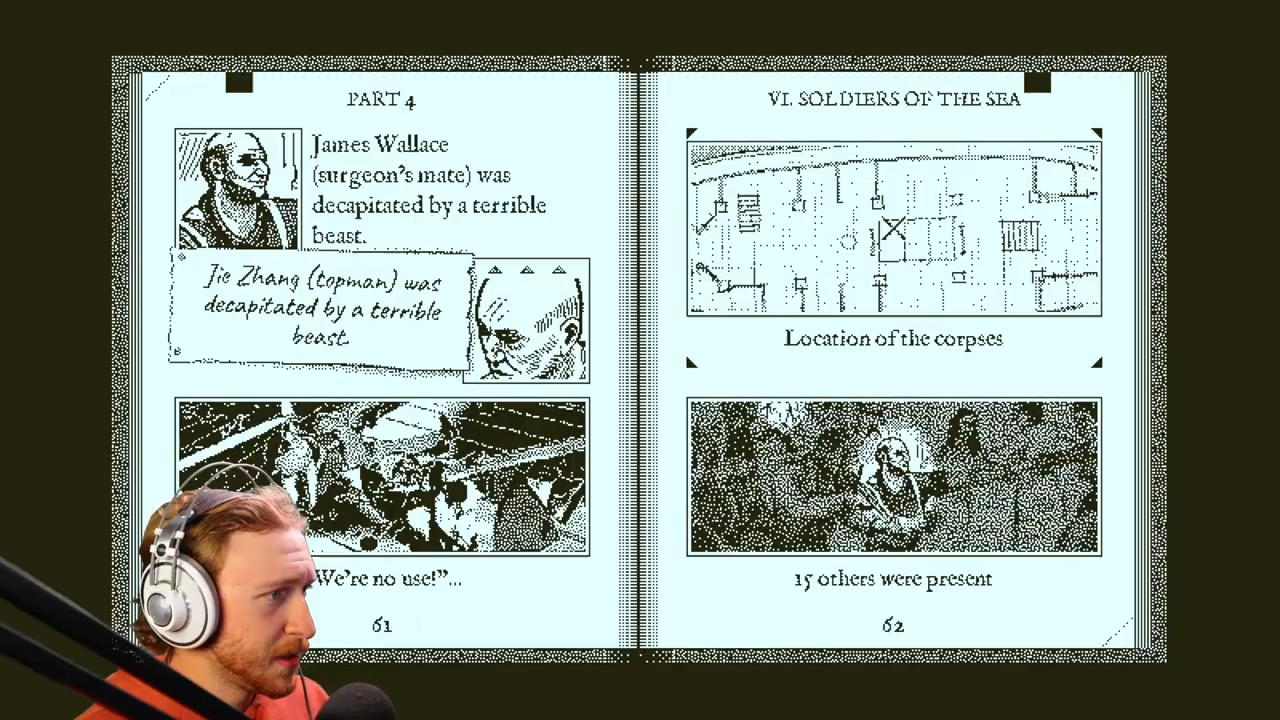 PART 4
James Wallace
(surgeon's mate) was
decapitated by a terrible
beast.
Jie Zhang (topman) was
decapitated by a terrible
beast.
We're no use!"...
61
VI. SOLDIERS OF THE SEA
Location of the corpses
15 others were present
62